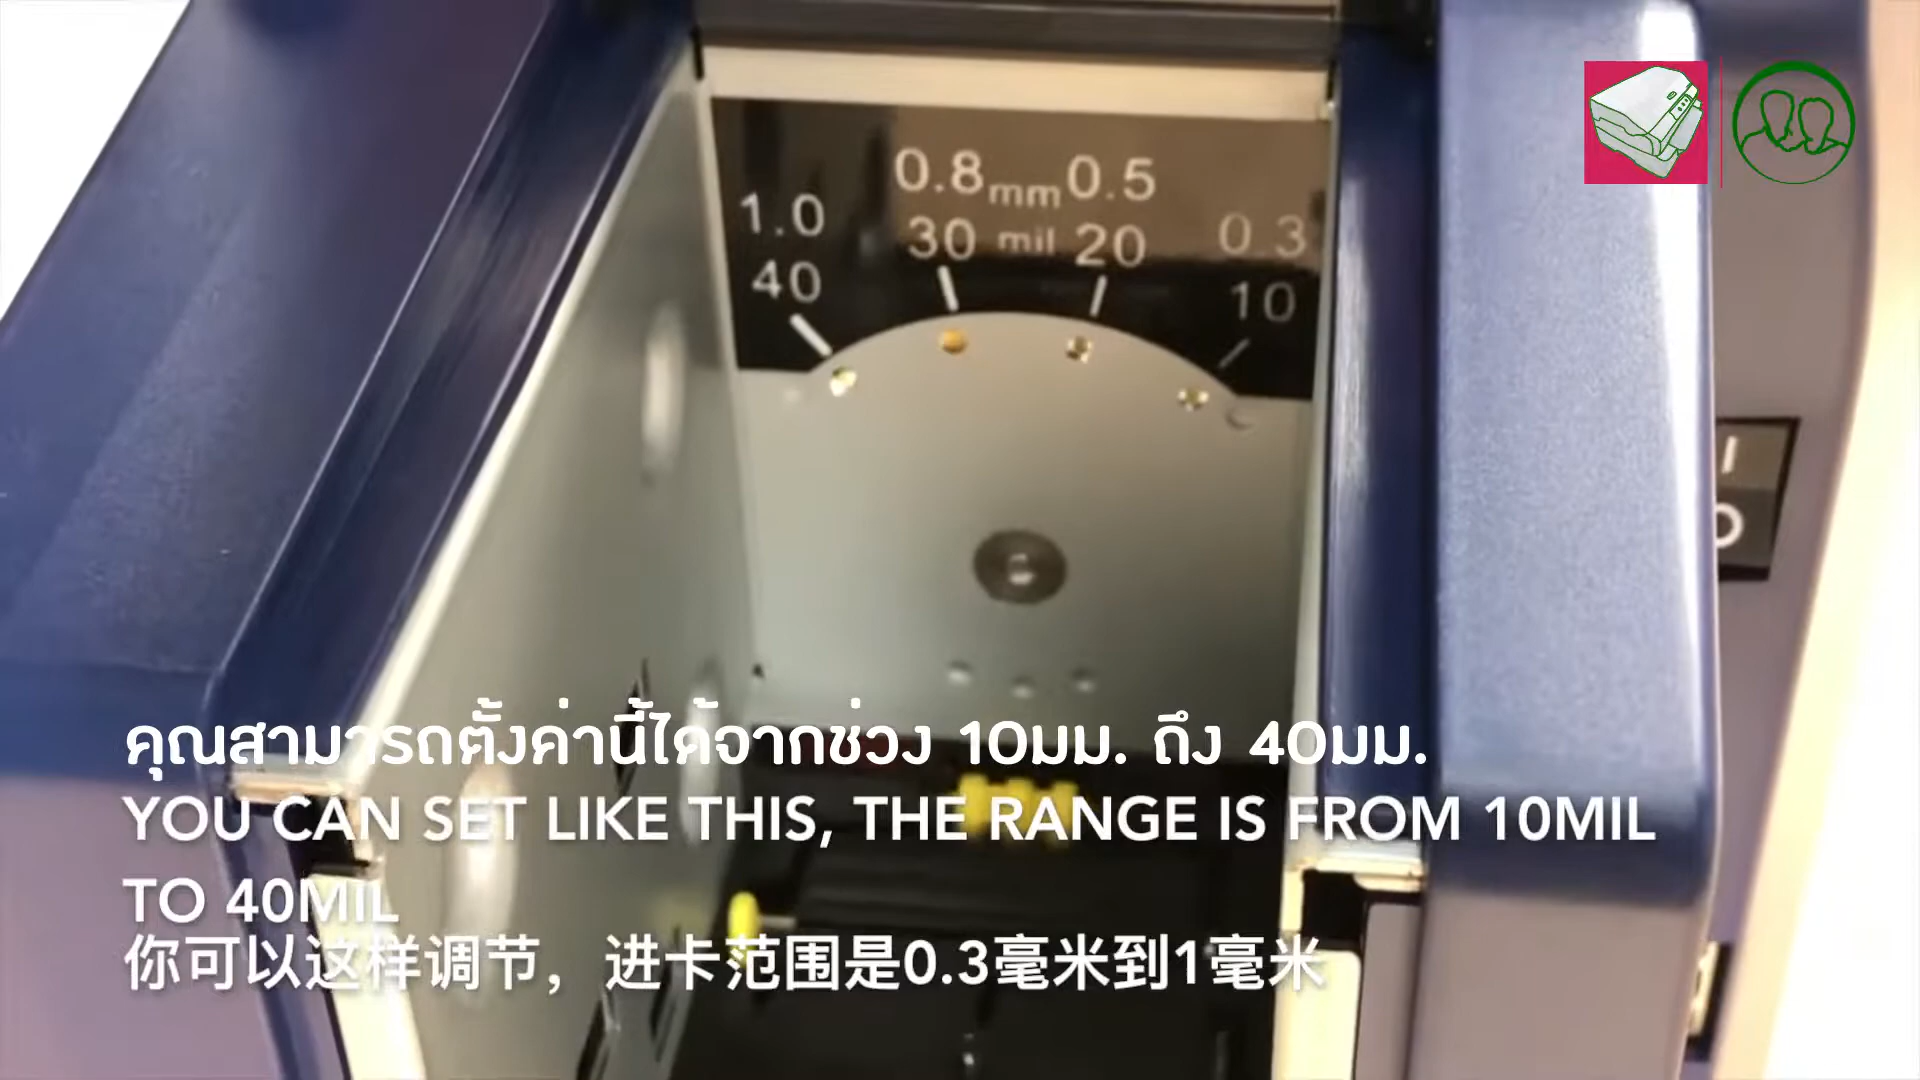 0.8 mm 0.5
1.0
30 mil 20
0.3
40
10
I
O
คุณสามารถตั้งค่านี้ได้จากช่วง 10มม. ถึง 40มม.
YOU CAN SET LIKE THIS, THE RANGE IS FROM 10MIL
TO 40MIL
你可以这样调节，进卡范围是0.3毫米到1毫米